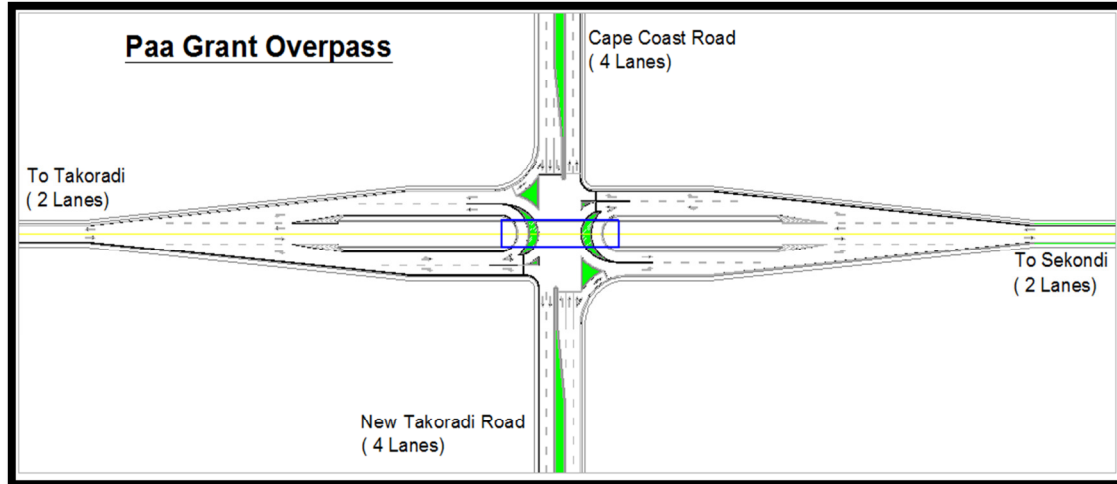 Paa Grant Overpass
Cape Coast Road
( 4 Lanes)
To Takoradi
( 2 Lanes)
To Sekondi
( 2 Lanes)
New Takoradi Road
( 4 Lanes)